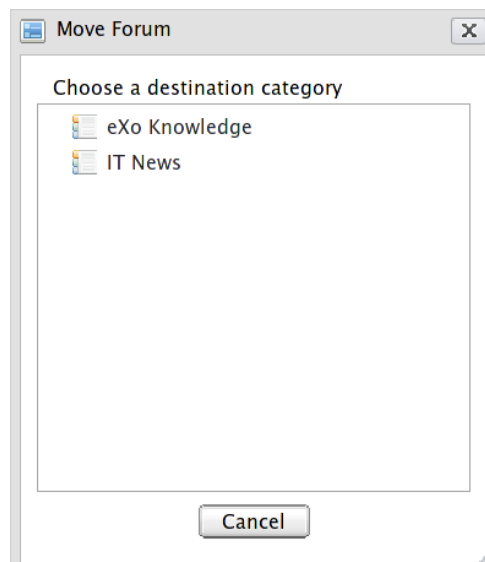 Move Forum
Choose a destination category
eXo Knowledge
IT News
Cancel